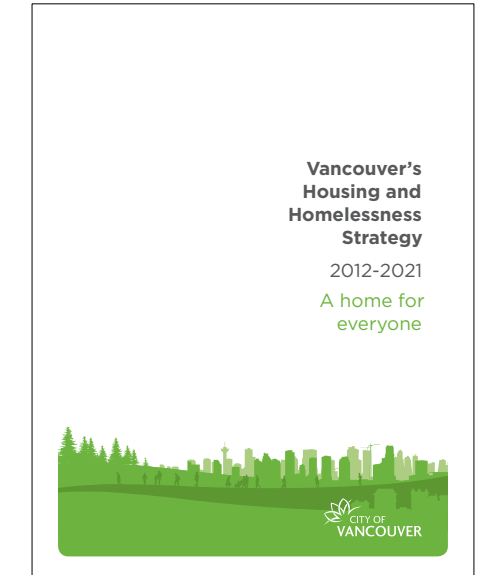 Vancouver's
Housing and
Homelessness
Strategy
2012-2021
A home for
everyone
CITY OF
VANCOUVER